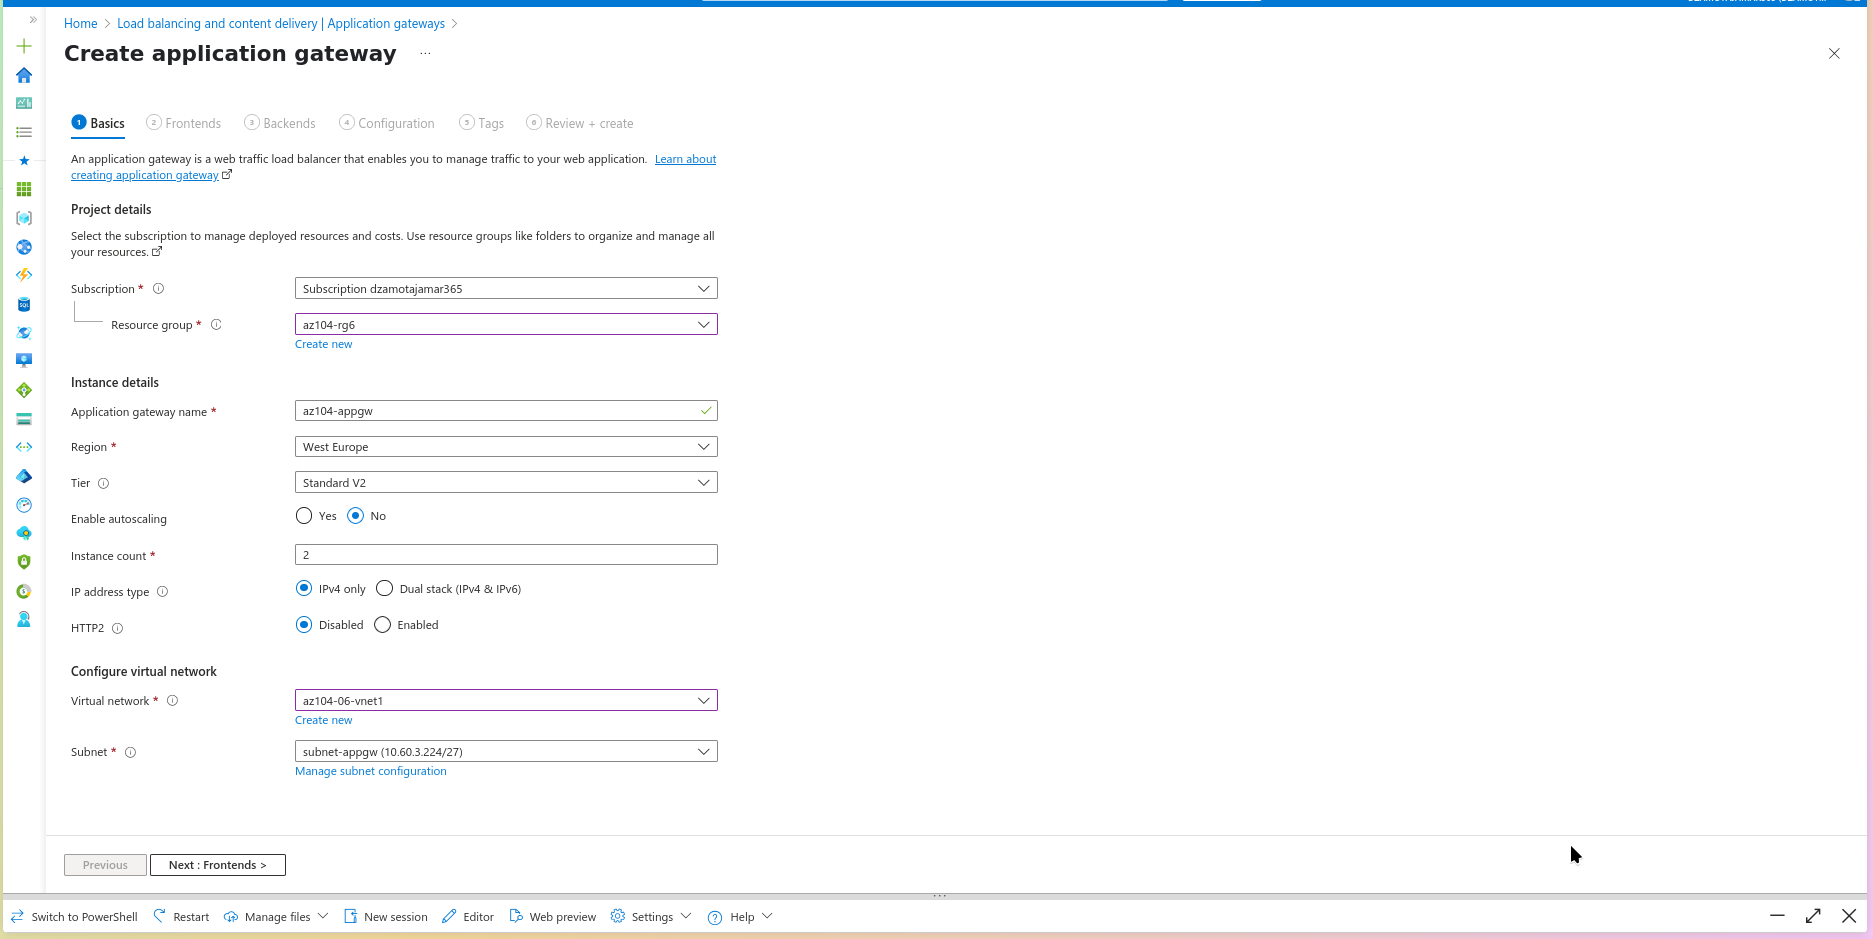 Home > Load balancing and content delivery | Application gateways >
Create application gateway ...
1 Basics 2 Frontends 3 Backends 4 Configuration 5 Tags 6 Review + create
An application gateway is a web traffic load balancer that enables you to manage traffic to your web application. Learn about
creating application gateway
Project details
Select the subscription to manage deployed resources and costs. Use resource groups like folders to organize and manage all
your resources.
Subscription * Subscription dzamotajamar365
Resource group * az104-rg6
Create new
Instance details
Application gateway name * az104-appgw
Region * West Europe
Tier Standard V2
Enable autoscaling Yes No
Instance count * 2
IP address type IPv4 only Dual stack (IPv4 & IPv6)
HTTP2 Disabled Enabled
Configure virtual network
Virtual network * az104-06-vnet1
Create new
Subnet * subnet-appgw (10.60.3.224/27)
Manage subnet configuration
Previous Next : Frontends >
Switch to PowerShell Restart Manage files New session Editor Web preview Settings Help